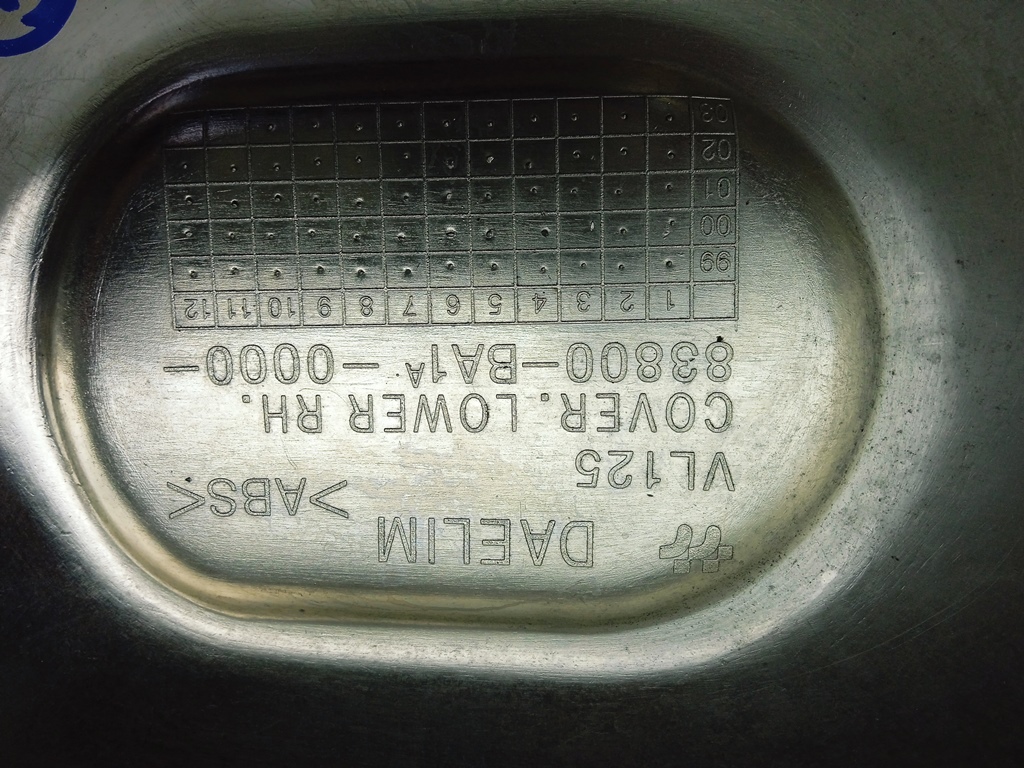 DAELIM
VL125 >ABS<
COVER. LOWER RH.
83800-BA1A-0000-
1 2 3 4 5 6 7 8 9 10 11 12
99
00
01
02
03